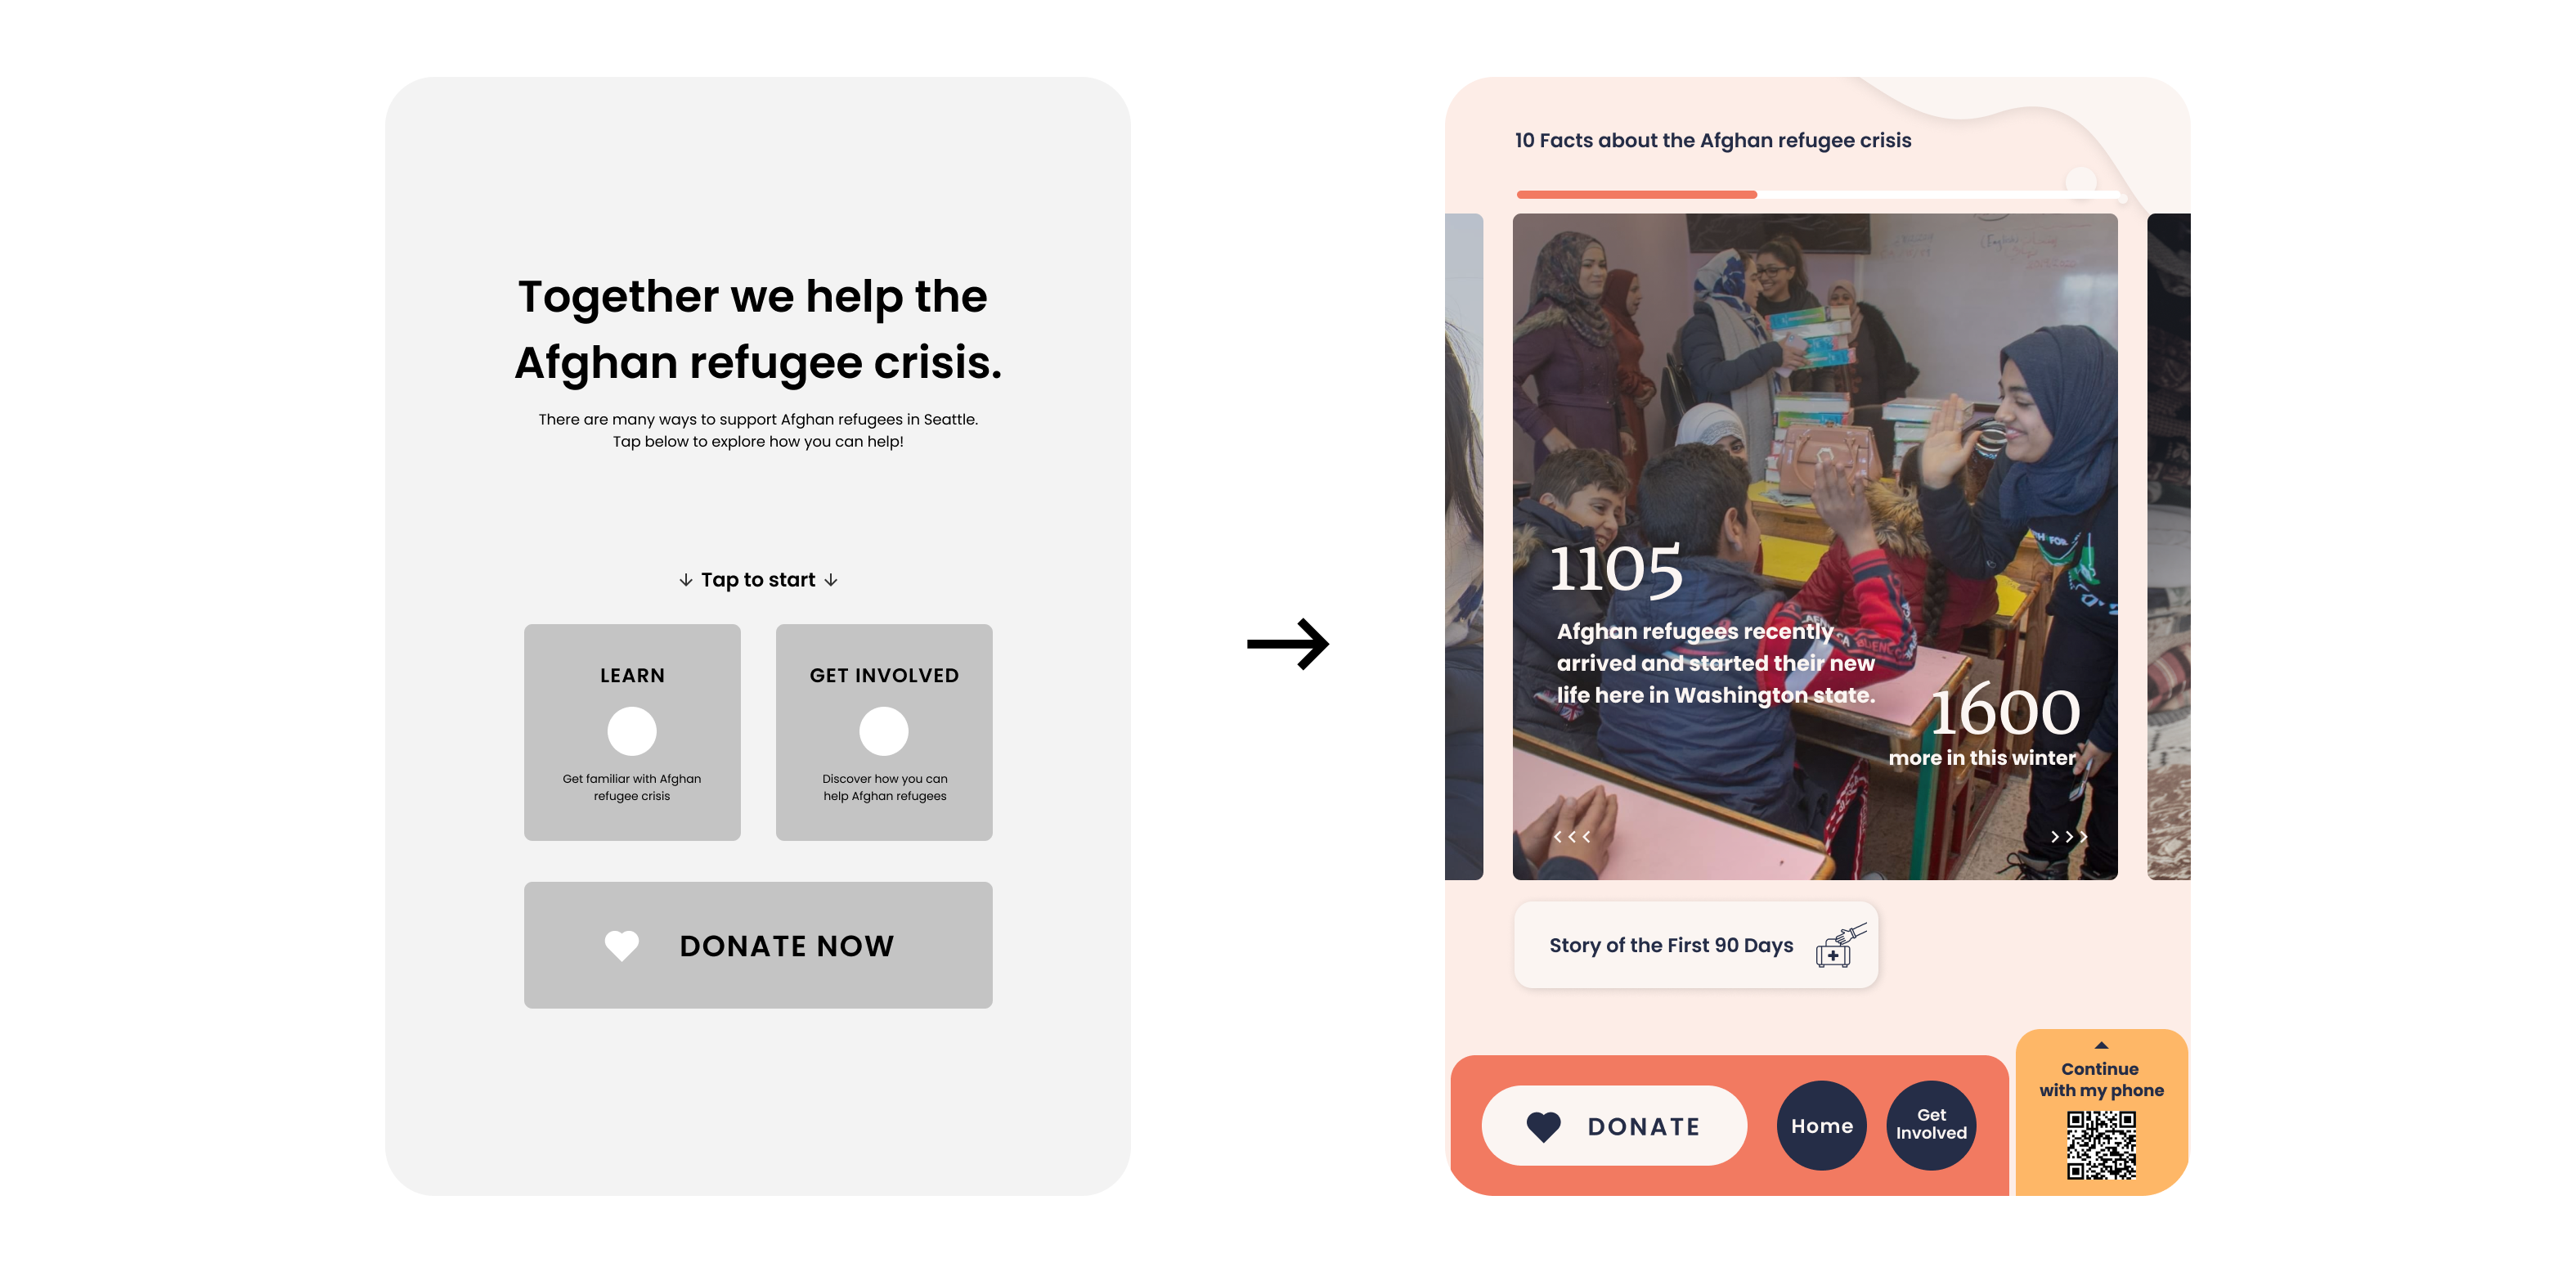 Together we help the
Afghan refugee crisis.
There are many ways to support Afghan refugees in Seattle.
Tap below to explore how you can help!
↓ Tap to start ↓
LEARN
Get familiar with Afghan
refugee crisis
GET INVOLVED
Discover how you can
help Afghan refugees
DONATE NOW
10 Facts about the Afghan refugee crisis
1105
Afghan refugees recently
arrived and started their new
life here in Washington state.
1600
more in this winter
<<<
>>>
Story of the First 90 Days
DONATE
Home
Get
Involved
Continue
with my phone